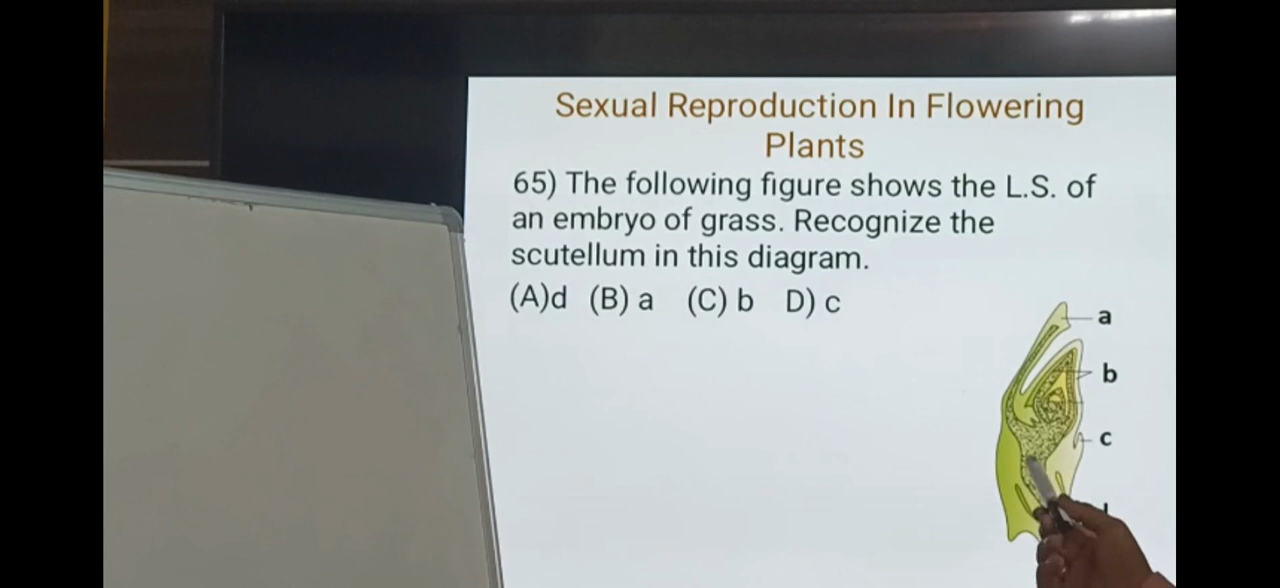 Sexual Reproduction In Flowering
Plants
65) The following figure shows the L.S. of
an embryo of grass. Recognize the
scutellum in this diagram.
(A)d (B) a (C) b D) c
a
b
c